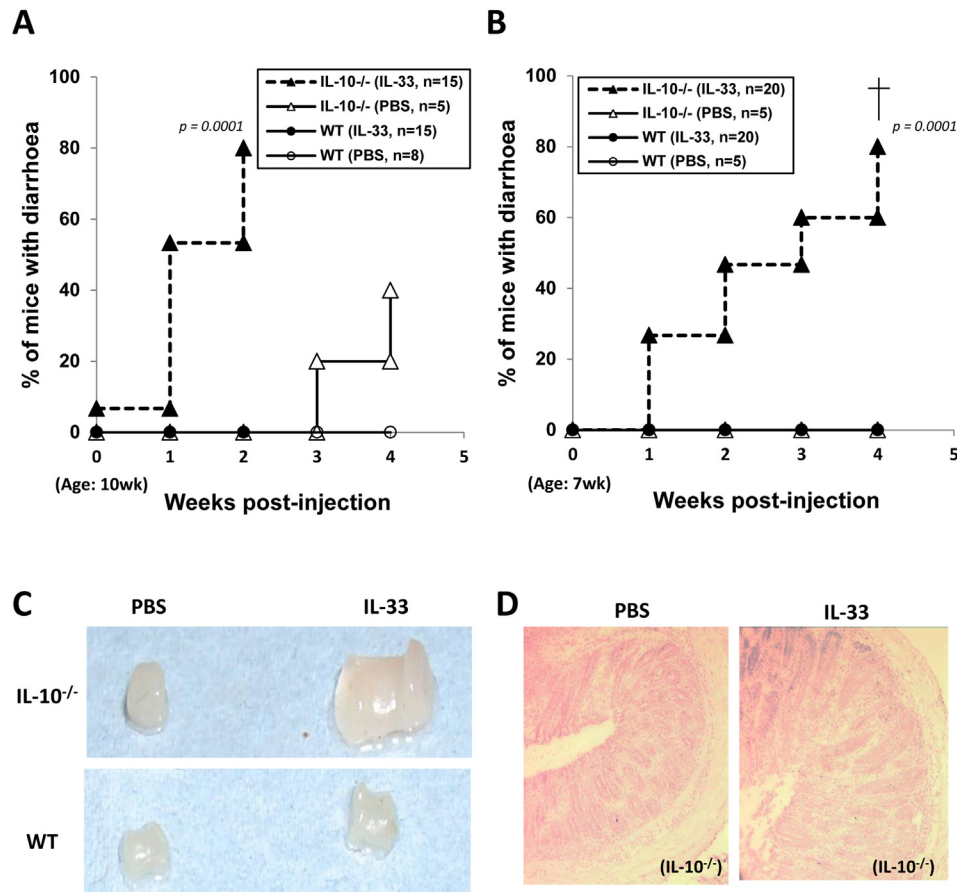 A
% of mice with diarrhoea
100
80
60
40
20
0
IL-10-/- (IL-33, n=15)
IL-10-/- (PBS, n=5)
WT (IL-33, n=15)
WT (PBS, n=8)
p = 0.0001
0 1 2 3 4 5
(Age: 10wk)
Weeks post-injection
B
% of mice with diarrhoea
100
80
60
40
20
0
IL-10-/- (IL-33, n=20)
IL-10-/- (PBS, n=5)
WT (IL-33, n=20)
WT (PBS, n=5)
p = 0.0001
0 1 2 3 4 5
(Age: 7wk)
Weeks post-injection
C
PBS IL-33
IL-10-/-
WT
D
PBS IL-33
(IL-10-/-) (IL-10-/-)